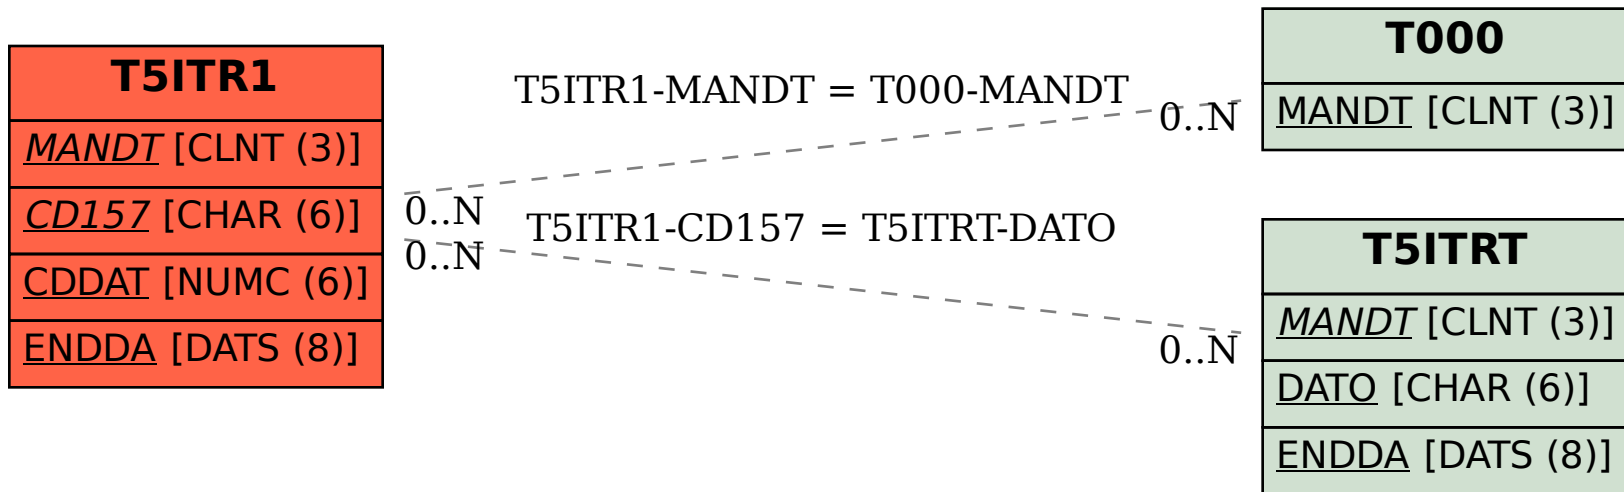 T5ITR1
MANDT [CLNT (3)]
CD157 [CHAR (6)]
CDDAT [NUMC (6)]
ENDDA [DATS (8)]
T5ITR1-MANDT = T000-MANDT
0..N
0..N
T5ITR1-CD157 = T5ITRT-DATO
0..N
0..N
T000
MANDT [CLNT (3)]
T5ITRT
MANDT [CLNT (3)]
DATO [CHAR (6)]
ENDDA [DATS (8)]